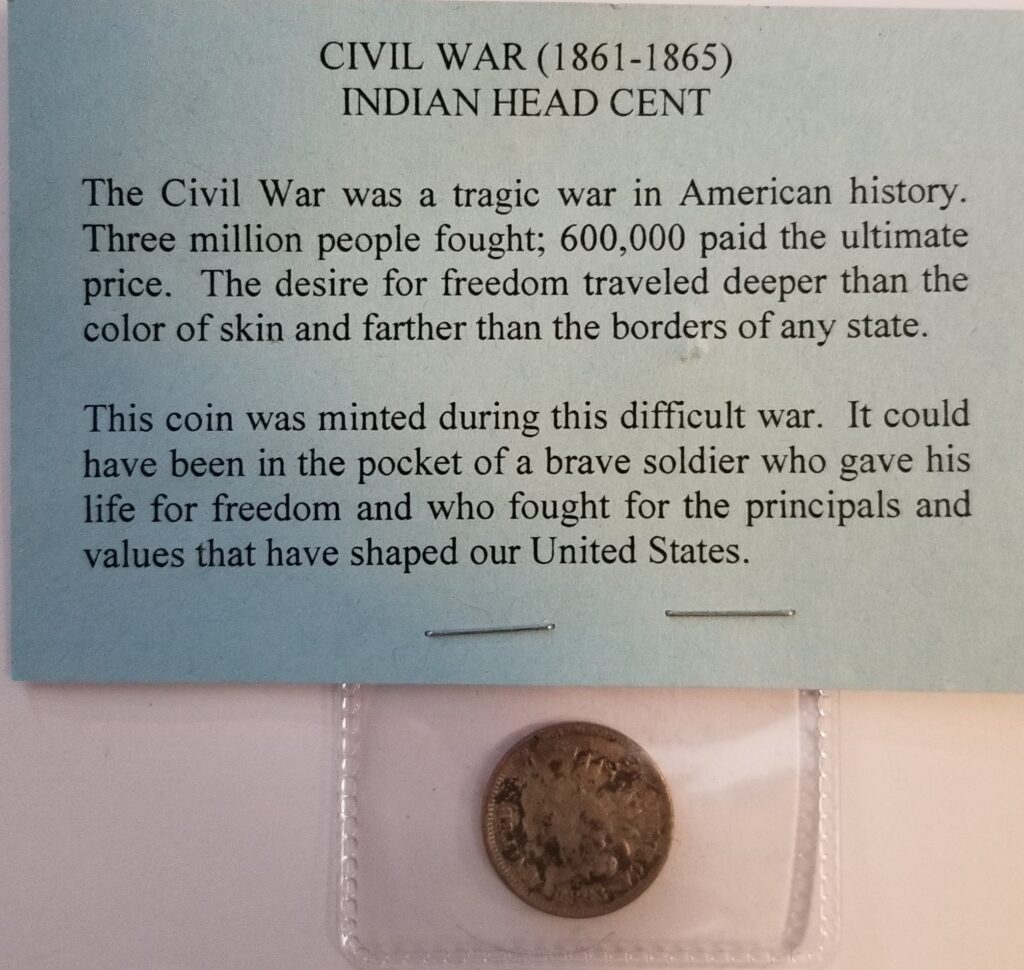 CIVIL WAR (1861-1865)
INDIAN HEAD CENT
The Civil War was a tragic war in American history.
Three million people fought; 600,000 paid the ultimate
price. The desire for freedom traveled deeper than the
color of skin and farther than the borders of any state.
This coin was minted during this difficult war. It could
have been in the pocket of a brave soldier who gave his
life for freedom and who fought for the principals and
values that have shaped our United States.